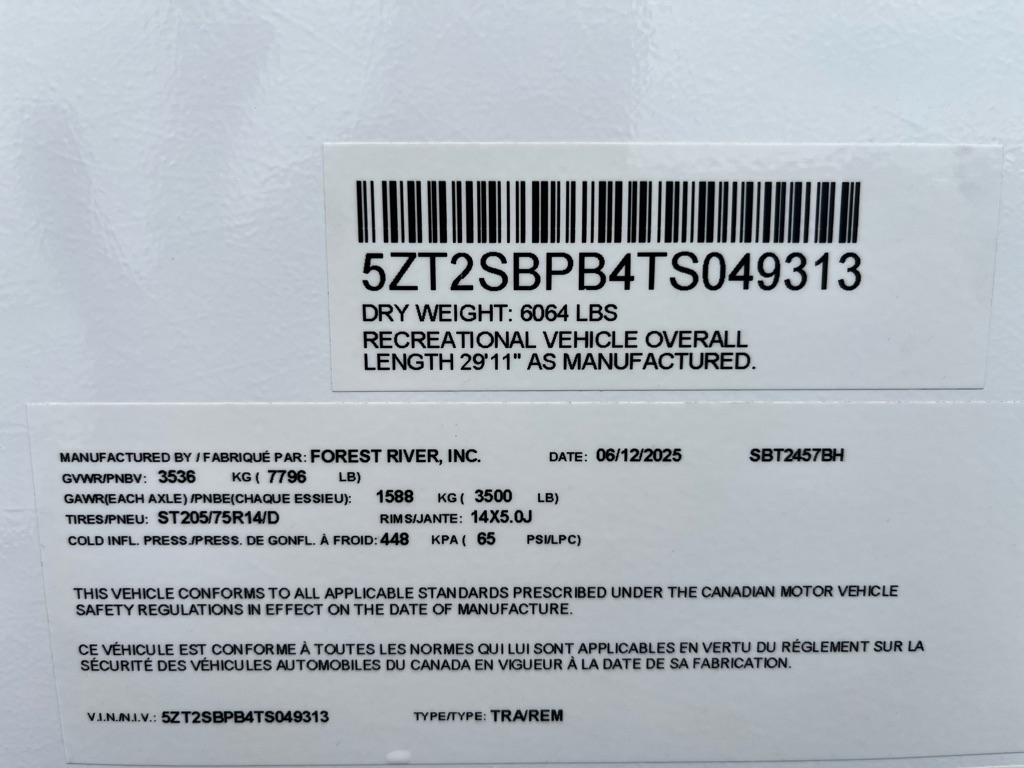 5ZT2SBPB4TS049313
DRY WEIGHT: 6064 LBS
RECREATIONAL VEHICLE OVERALL
LENGTH 29'11" AS MANUFACTURED.
MANUFACTURED BY / FABRIQUÉ PAR: FOREST RIVER, INC. DATE: 06/12/2025 SBT2457BH
GVWR/PNBV: 3536 KG ( 7796 LB)
GAWR(EACH AXLE) /PNBE(CHAQUE ESSIEU): 1588 KG ( 3500 LB)
TIRES/PNEU: ST205/75R14/D RIMS/JANTE: 14X5.0J
COLD INFL. PRESS./PRESS. DE GONFL. À FROID: 448 KPA ( 65 PSI/LPC)
THIS VEHICLE CONFORMS TO ALL APPLICABLE STANDARDS PRESCRIBED UNDER THE CANADIAN MOTOR VEHICLE
SAFETY REGULATIONS IN EFFECT ON THE DATE OF MANUFACTURE.
CE VÉHICULE EST CONFORME À TOUTES LES NORMES QUI LUI SONT APPLICABLES EN VERTU DU RÉGLEMENT SUR LA
SÉCURITÉ DES VÉHICULES AUTOMOBILES DU CANADA EN VIGUEUR À LA DATE DE SA FABRICATION.
V.I.N./N.I.V.: 5ZT2SBPB4TS049313 TYPE/TYPE: TRA/REM